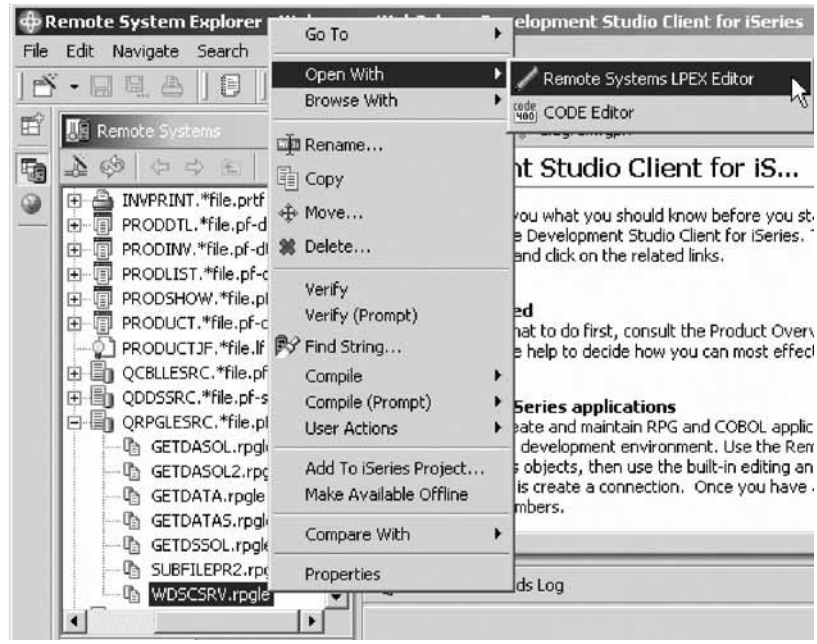 Remote System Explorer
elopment Studio Client for iSeries
File Edit Navigate Search
Remote Systems
INVPRINT.*file.prtf
PRODDTL.*file.pf-d
PRODINV.*file.pf-d
PRODLIST.*file.pf-d
PRODSHOW.*file.p
PRODUCT.*file.pf-d
PRODUCTJF.*file.lf
QCBLLESRC.*file.pf
QDDSSRC.*file.pf-s
QRPGLESRC.*file.p
GETDASOL.rpgl
GETDASOL2.rpg
GETDATA.rpgle
GETDATAS.rpgl
GETDSSOL.rpgle
SUBFILEPR2.rpg
WDSCSRV.rpgle
Go To
Open With
Browse With
Rename...
Copy
Move...
Delete...
Verify
Verify (Prompt)
Find String...
Compile
Compile (Prompt)
User Actions
Add To iSeries Project...
Make Available Offline
Compare With
Properties
Remote Systems LPEX Editor
code 400 CODE Editor
nt Studio Client for iS...
you what you should know before you st
e Development Studio Client for iSeries.
and click on the related links.
ed
hat to do first, consult the Product Overv
e help to decide how you can most effect
Series applications
eate and maintain RPG and COBOL applic
development environment. Use the Rem
s objects, then use the built-in editing an
is create a connection. Once you have
mbers.
ds Log